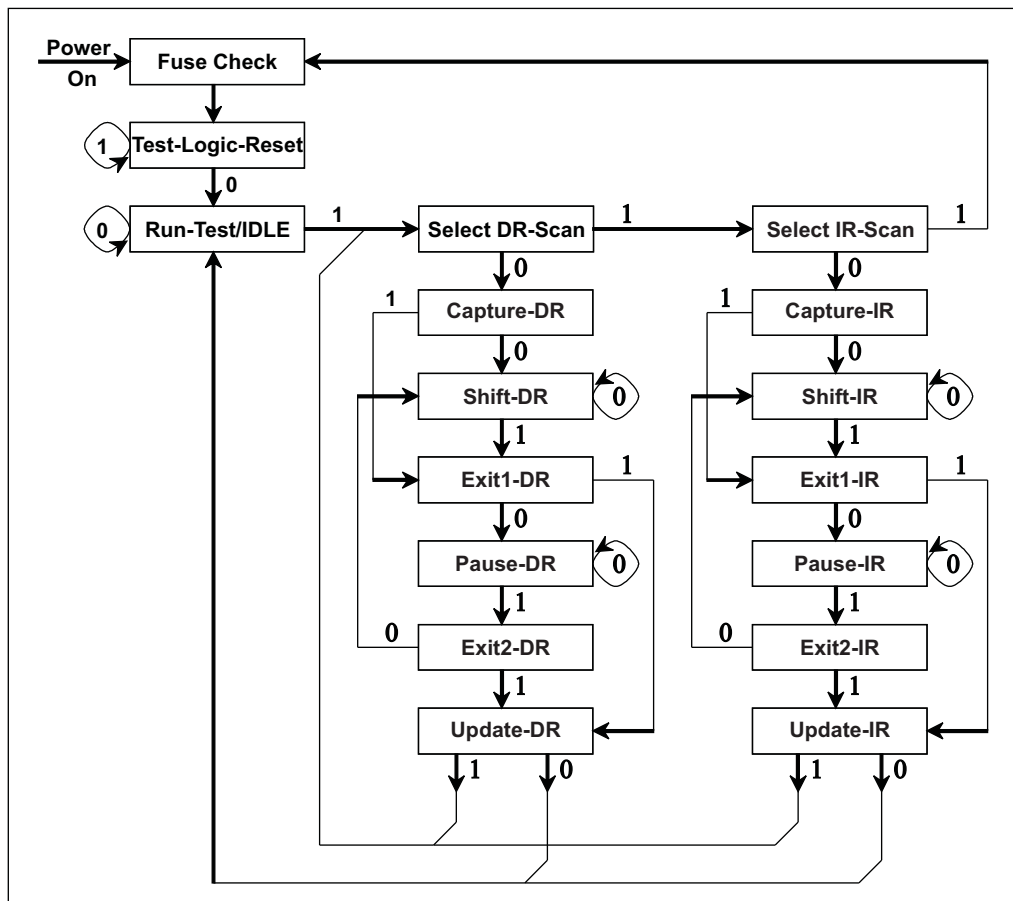 Power
On
Fuse Check
1
Test-Logic-Reset
0
0
Run-Test/IDLE
1
Select DR-Scan
1
Select IR-Scan
1
0
0
1
Capture-DR
1
Capture-IR
0
0
Shift-DR
0
Shift-IR
0
1
1
Exit1-DR
1
Exit1-IR
1
0
0
Pause-DR
0
Pause-IR
0
1
1
0
Exit2-DR
0
Exit2-IR
1
1
Update-DR
Update-IR
1
0
1
0